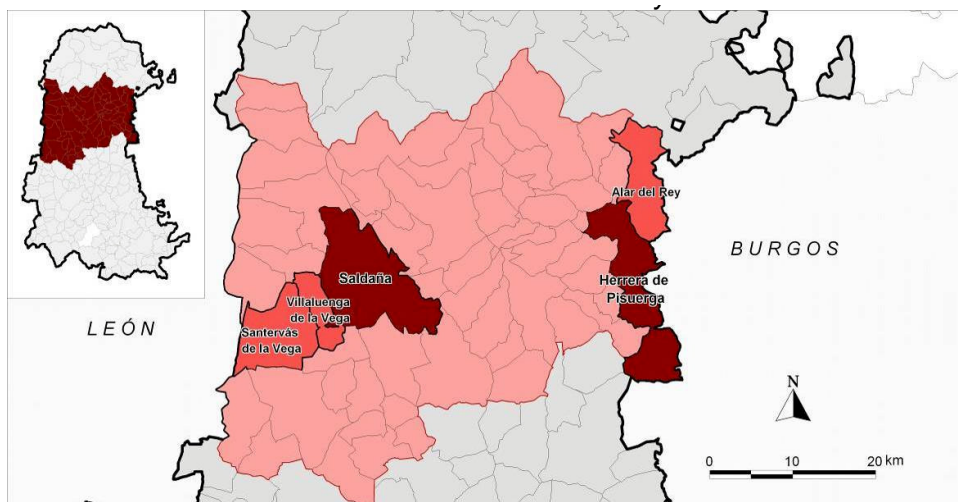 Alar del Rey
BURGOS
Saldaña
Herrera de
Pisuerga
Villaluenga
de la Vega
LEÓN
Santervás
de la Vega
N
0 10 20 km